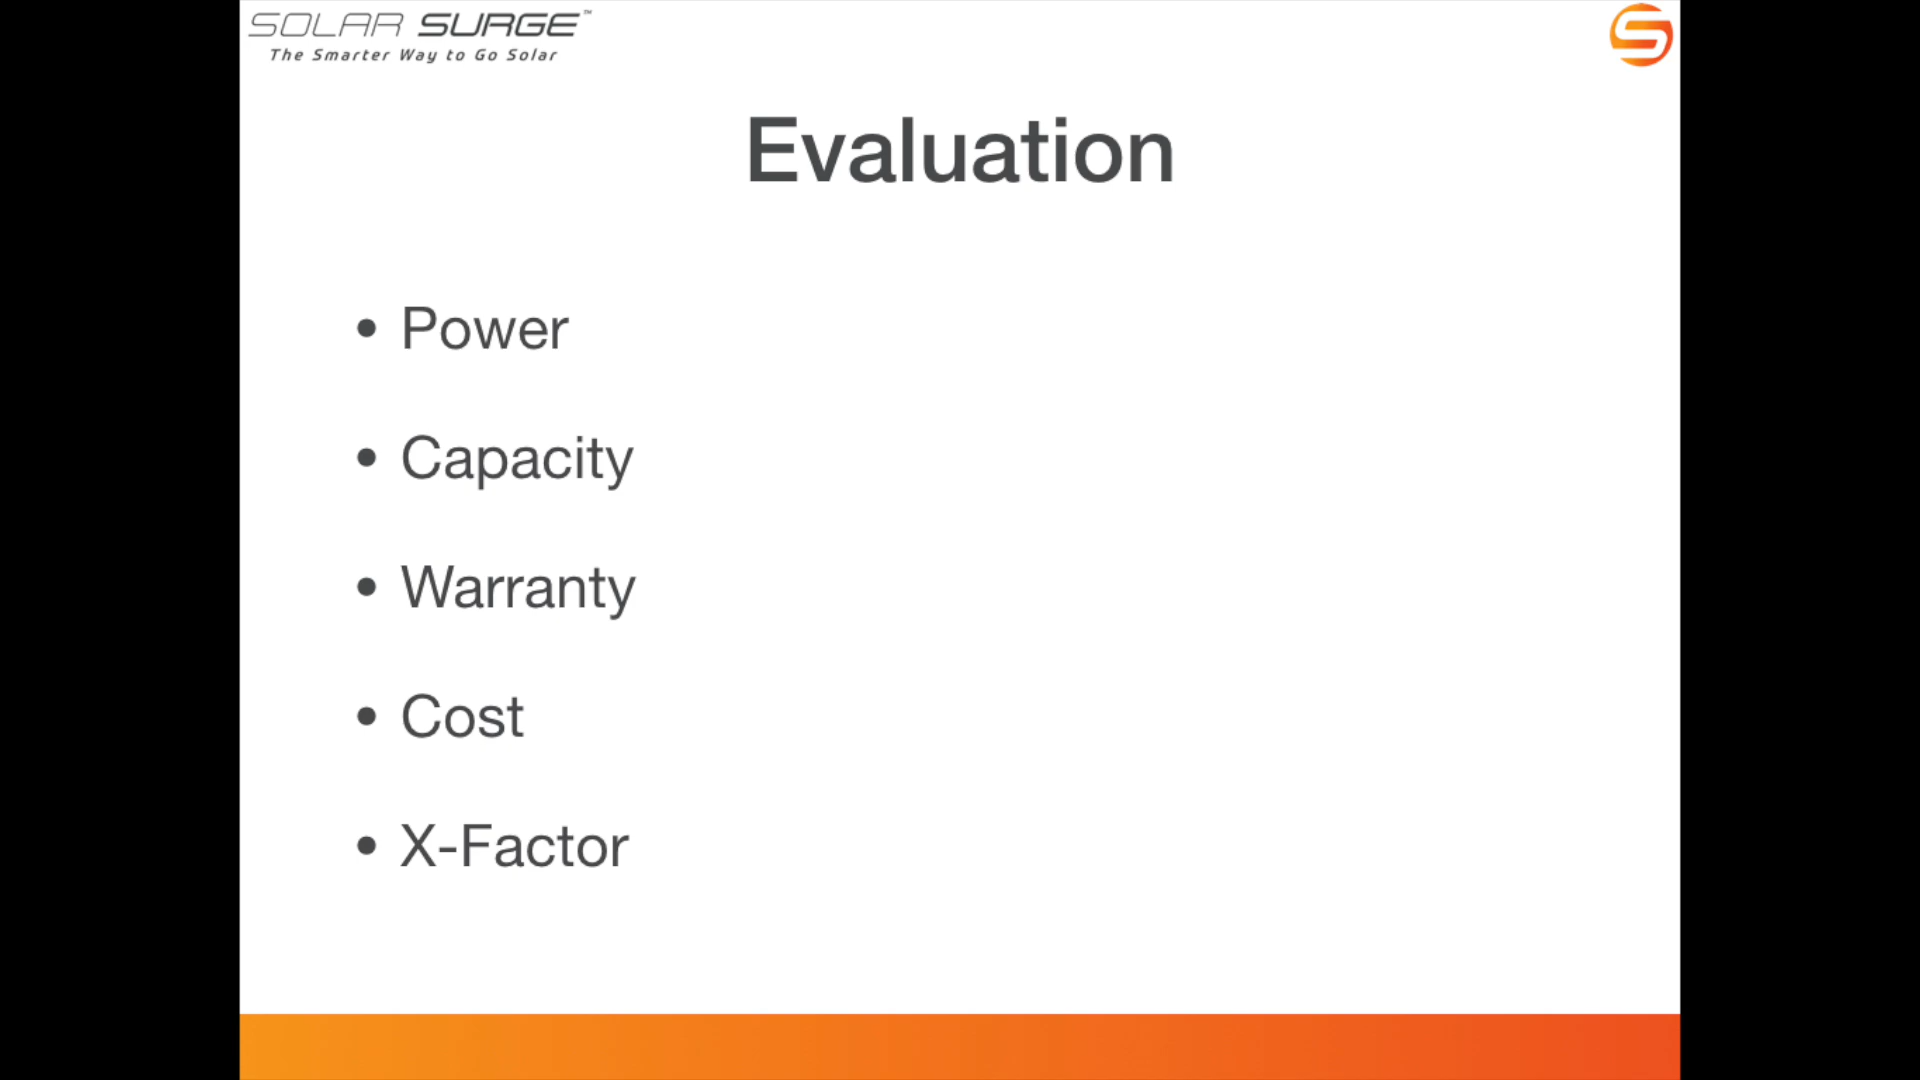 SOLAR SURGE™
The Smarter Way to Go Solar
Evaluation
• Power
• Capacity
• Warranty
• Cost
• X-Factor